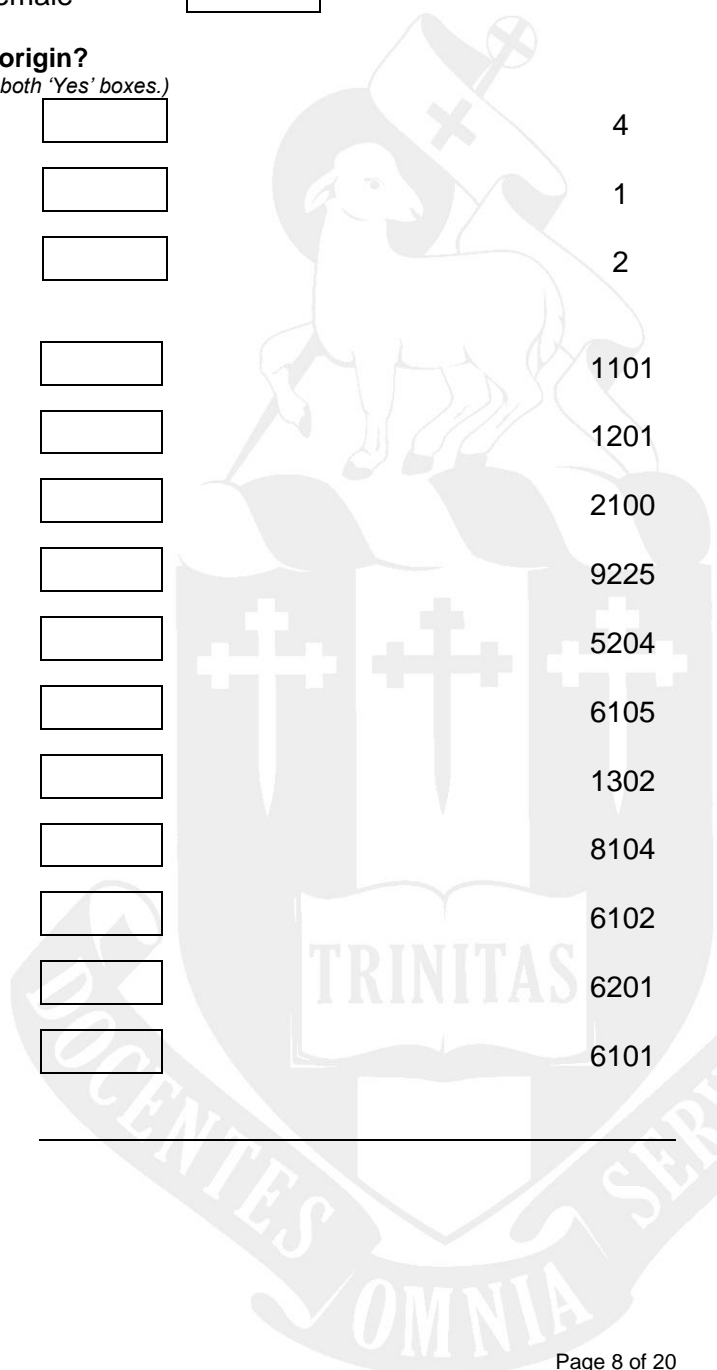 origin?
both ‘Yes’ boxes.)
4
1
2
1101
1201
2100
9225
5204
6105
1302
8104
6102
TRINITAS
6201
6101
DOCENTES
OMNIA
Page 8 of 20